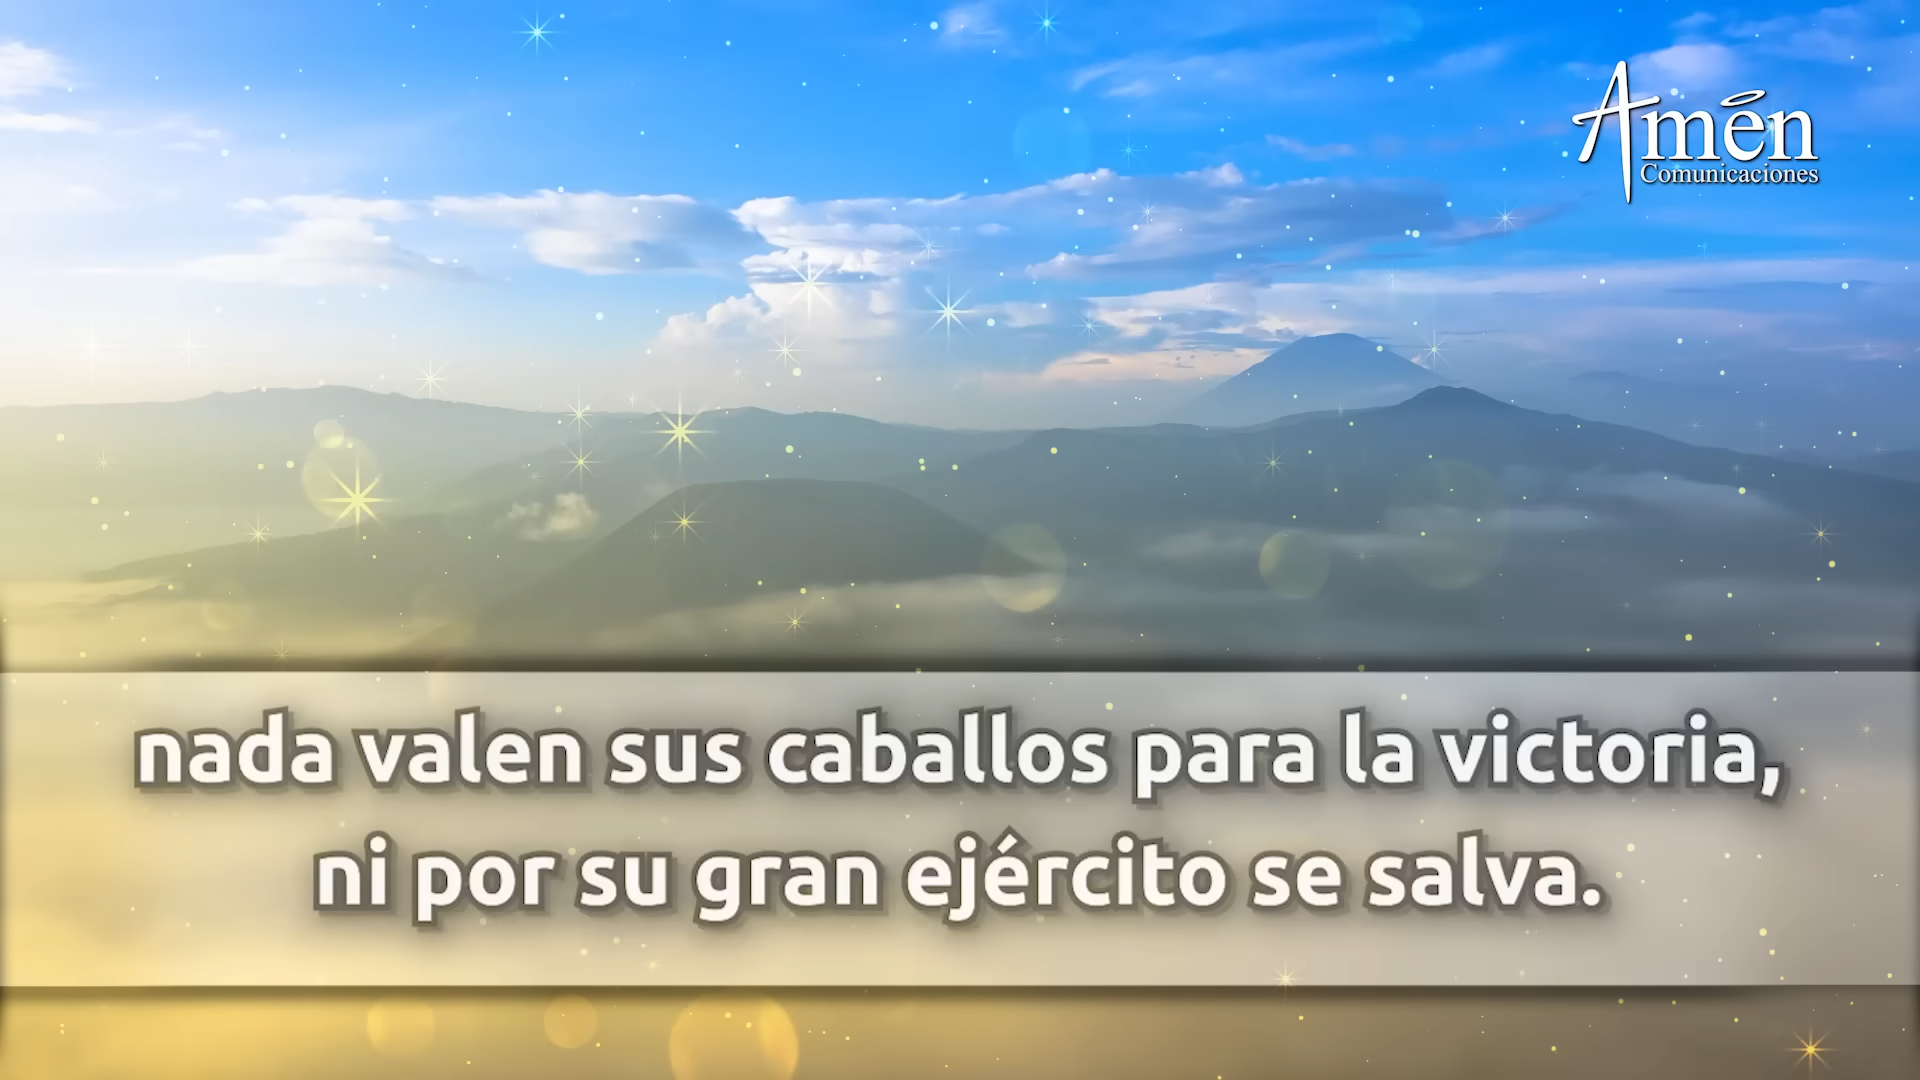 Amén
Comunicaciones
nada valen sus caballos para la victoria,
ni por su gran ejército se salva.